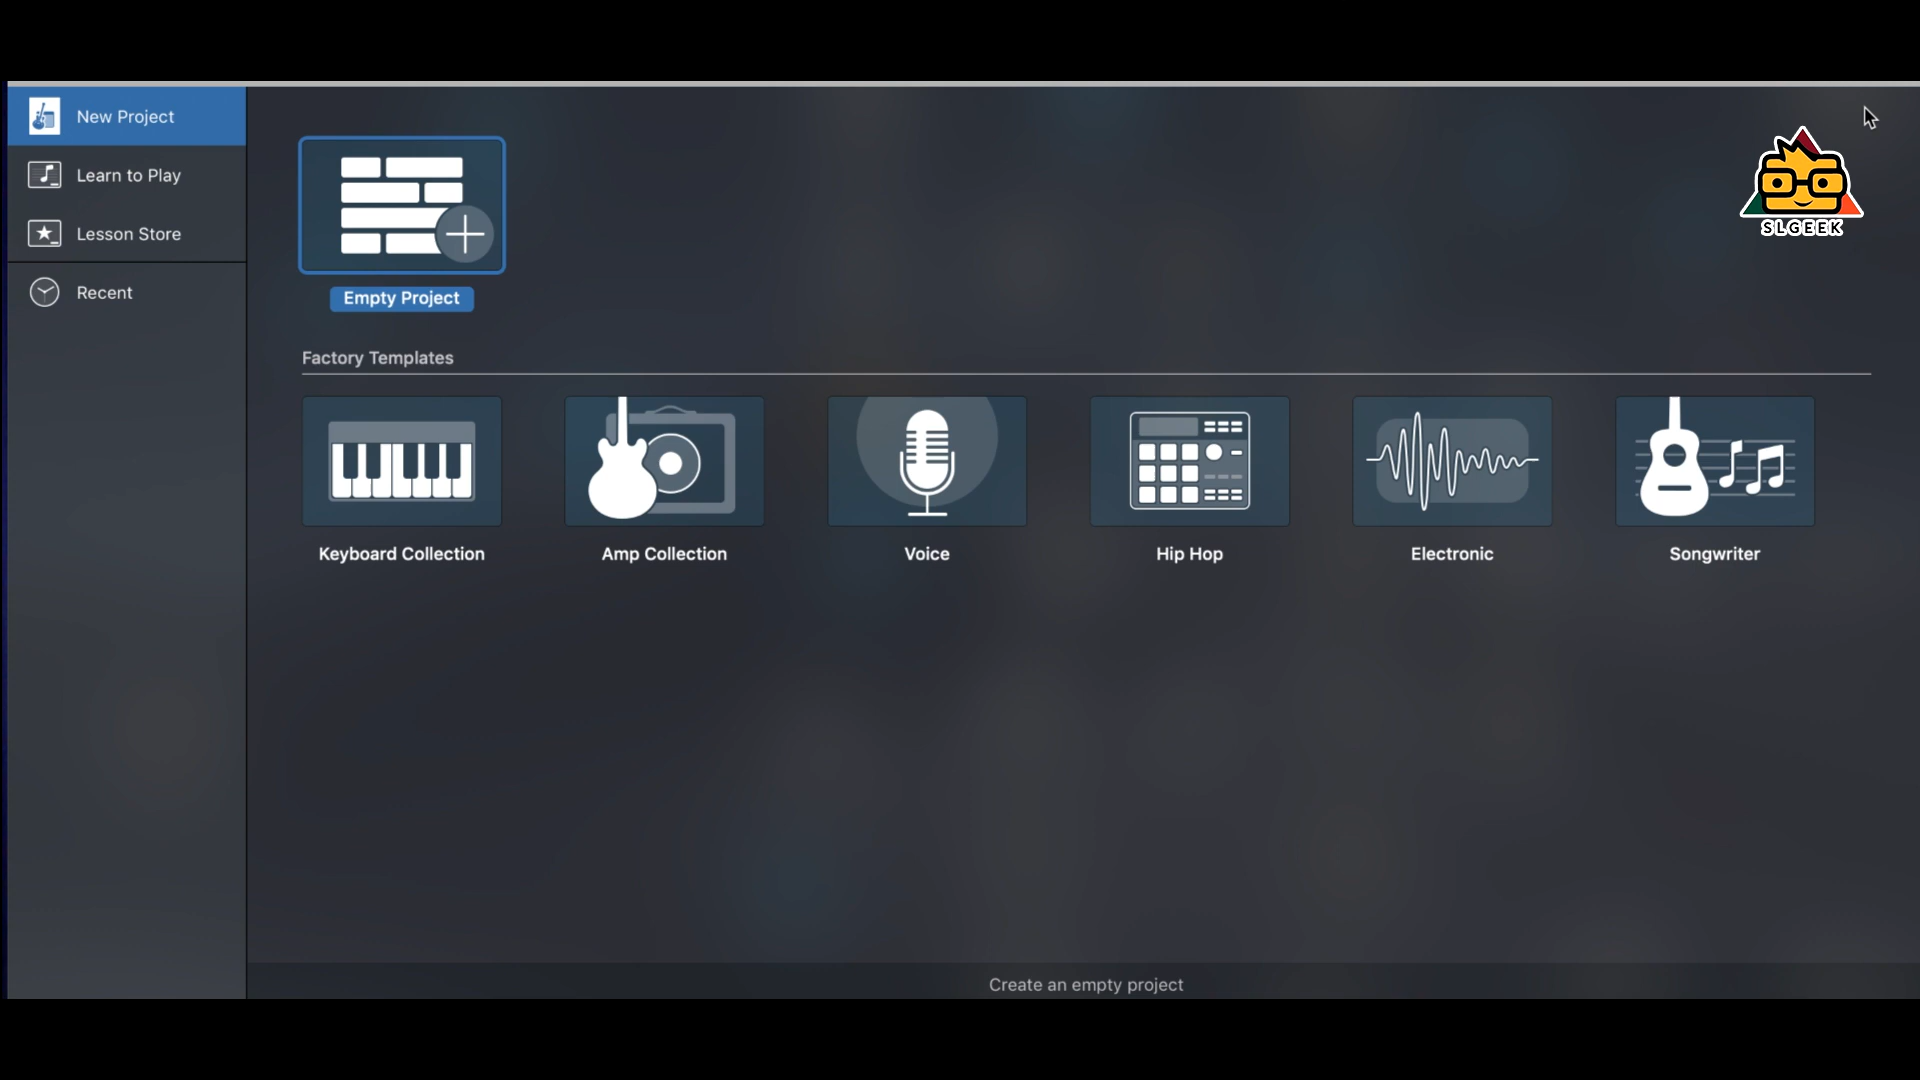 New Project
Learn to Play
Lesson Store
Recent
SLGEEK
Empty Project
Factory Templates
Keyboard Collection
Amp Collection
Voice
Hip Hop
Electronic
Songwriter
Create an empty project